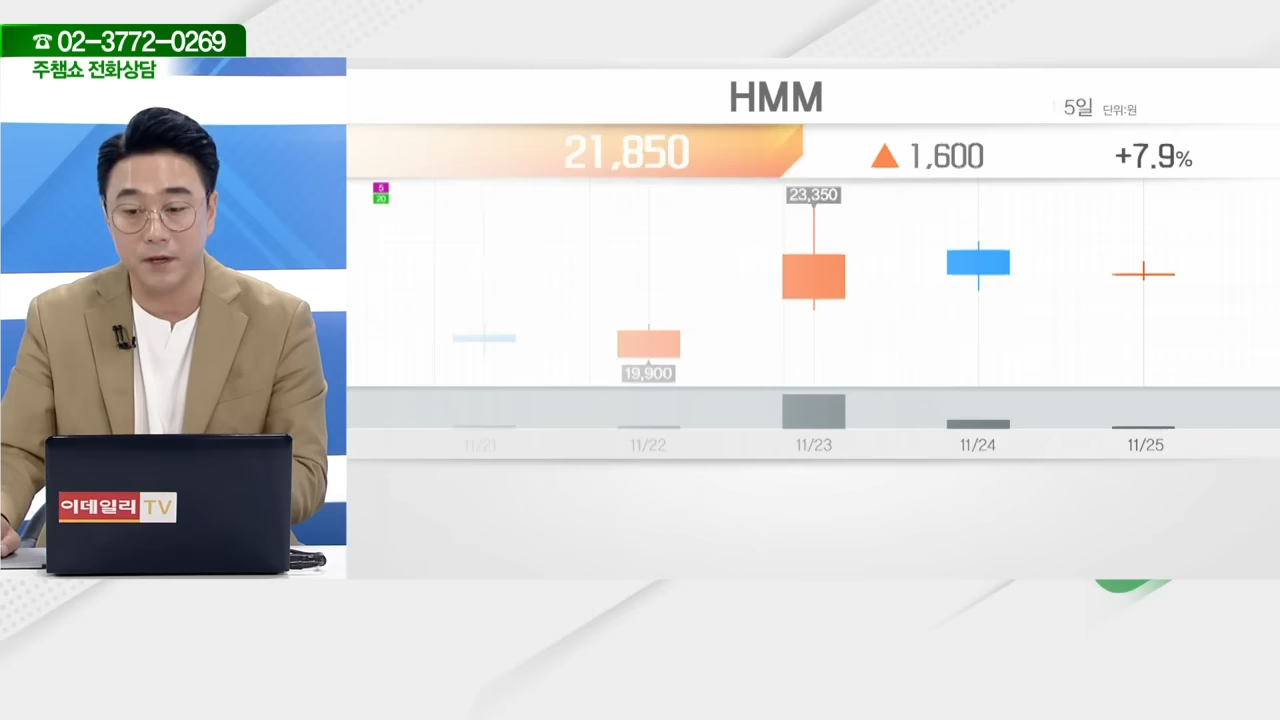 ☎ 02-3772-0269
주챔쇼 전화상담
HMM
5일 단위:원
21,850 ▲ 1,600 +7.9%
5
20
23,350
19,900
11/21 11/22 11/23 11/24 11/25
이데일리 TV